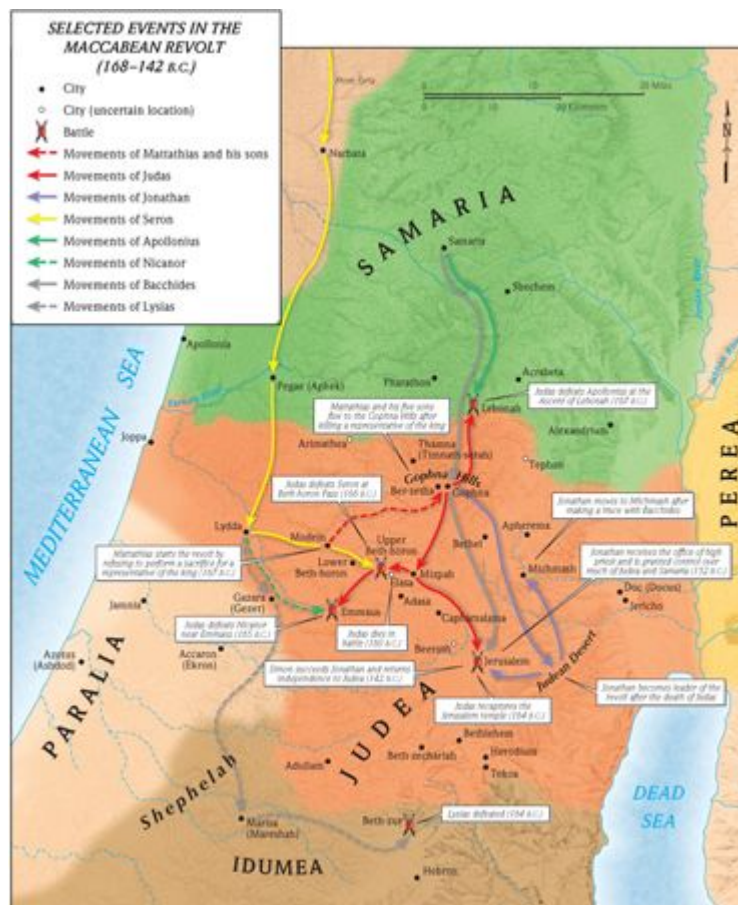 SELECTED EVENTS IN THE
MACCABEAN REVOLT
(168–142 B.C.)
City
City (uncertain location)
Battle
Movements of Mattathias and his sons
Movements of Judas
Movements of Jonathan
Movements of Seron
Movements of Apollonius
Movements of Nicanor
Movements of Bacchides
Movements of Lysias
0 10 20 Miles
0 10 20 Kilometers
N
Narbata
SAMARIA
Samaria
Shechem
Apollonia
MEDITERRANEAN SEA
Pegae (Aphek)
Pharathon
Acrabeta
Lebonah
Judas defeats Apollonius at the
Ascent of Lebonah (167 B.C.)
Mattathias and his five sons
flee to the Gophna Hills after
killing a representative of the king
Joppa
Arimathea
Thamna
(Timnath-serah)
Alexandrium
Tephon
PEREA
Gophna Hills
Gophna
Judas defeats Seron at
Beth-horon Pass (166 B.C.)
Jonathan moves to Michmash after
making a truce with Bacchides
Lydda
Modein
Upper
Beth-horon
Bethel
Apherema
Mattathias starts the revolt by
refusing to perform a sacrifice for a
representative of the king (167 B.C.)
Lower
Beth-horon
Elasa
Mizpah
Michmash
Jonathan receives the office of high
priest and is granted control over
much of Judea and Samaria (152 B.C.)
Jamnia
Gazara
(Gezer)
Emmaus
Adasa
Capharsalama
Doc (Docus)
Jericho
Judas defeats Nicanor
near Emmaus (165 B.C.)
Judas dies in
battle (160 B.C.)
Beeroth
Azotus
(Ashdod)
Accaron
(Ekron)
Jerusalem
Judean Desert
PARALIA
Simon succeeds Jonathan and returns
independence to Judea (142 B.C.)
Judas recaptures the
Jerusalem temple (164 B.C.)
Jonathan becomes leader of the
revolt after the death of Judas
JUDEA
Bethlehem
Adullam
Beth-zechariah
Herodium
Tekoa
Shephelah
DEAD
SEA
Marisa
(Mareshah)
Beth-zur
Lysias defeated (164 B.C.)
IDUMEA
Hebron